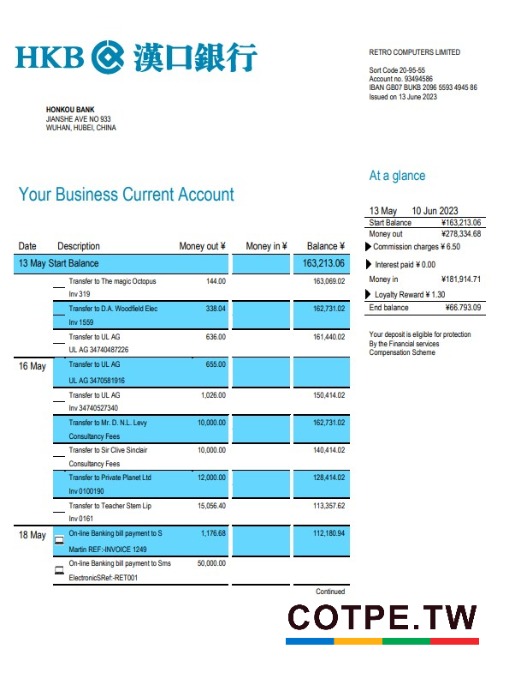 HKB 漢口銀行
RETRO COMPUTERS LIMITED
Sort Code 20-95-55
Account no. 93494586
IBAN GB07 BUKB 2096 5593 4945 86
Issued on 13 June 2023
HONKOU BANK
JIANSHE AVE NO 933
WUHAN, HUBEI, CHINA
At a glance
Your Business Current Account
13 May 10 Jun 2023
Start Balance ¥163,213.06
Money out ¥278,334.68
Commission charges ¥ 6.50
Interest paid ¥ 0.00
Money in ¥181,914.71
Loyalty Reward ¥ 1.30
End balance ¥66.793.09
Your deposit is eligible for protection
By the Financial services
Compensation Scheme
Date Description Money out ¥ Money in ¥ Balance ¥
13 May Start Balance 163,213.06
Transfer to The magic Octopus 144.00 163,069.02
Inv 319
Transfer to D.A. Woodfield Elec 338.04 162,731.02
Inv 1559
Transfer to UL AG 636.00 161,440.02
UL AG 34740487226
16 May Transfer to UL AG 655.00
UL AG 3470581916
Transfer to UL AG 1,026.00 150,414.02
Inv 34740527340
Transfer to Mr. D. N.L. Levy 10,000.00 162,731.02
Consultancy Fees
Transfer to Sir Clive Sinclair 10,000.00 140,414.02
Consultancy Fees
Transfer to Private Planet Ltd 12,000.00 128,414.02
Inv 0100190
Transfer to Teacher Stem Lip 15,056.40 113,357.62
Inv 0161
18 May On-line Banking bill payment to S 1,176.68 112,180.94
Martin REF:-INVOICE 1249
On-line Banking bill payment to Sms 50,000.00
ElectronicSRef:-RET001
Continued
COTPE.TW